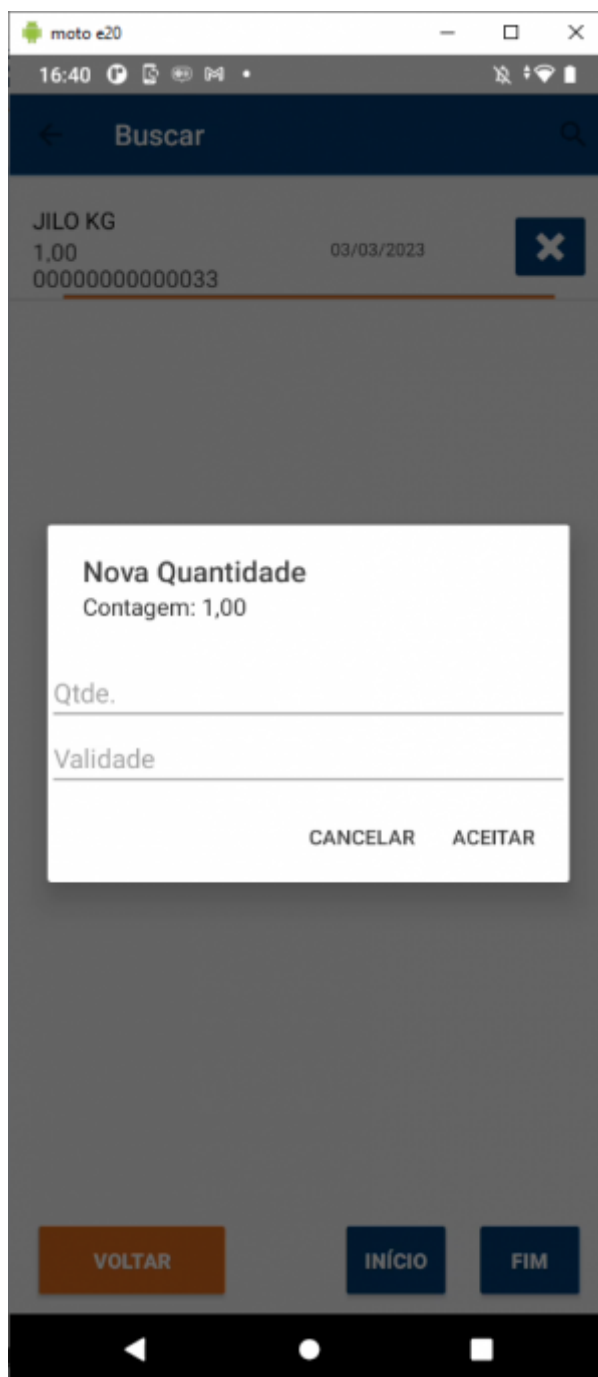 moto e20
16:40
Buscar
JILO KG
1,00
03/03/2023
00000000000033
Nova Quantidade
Contagem: 1,00
Qtde.
Validade
CANCELAR ACEITAR
VOLTAR INÍCIO FIM